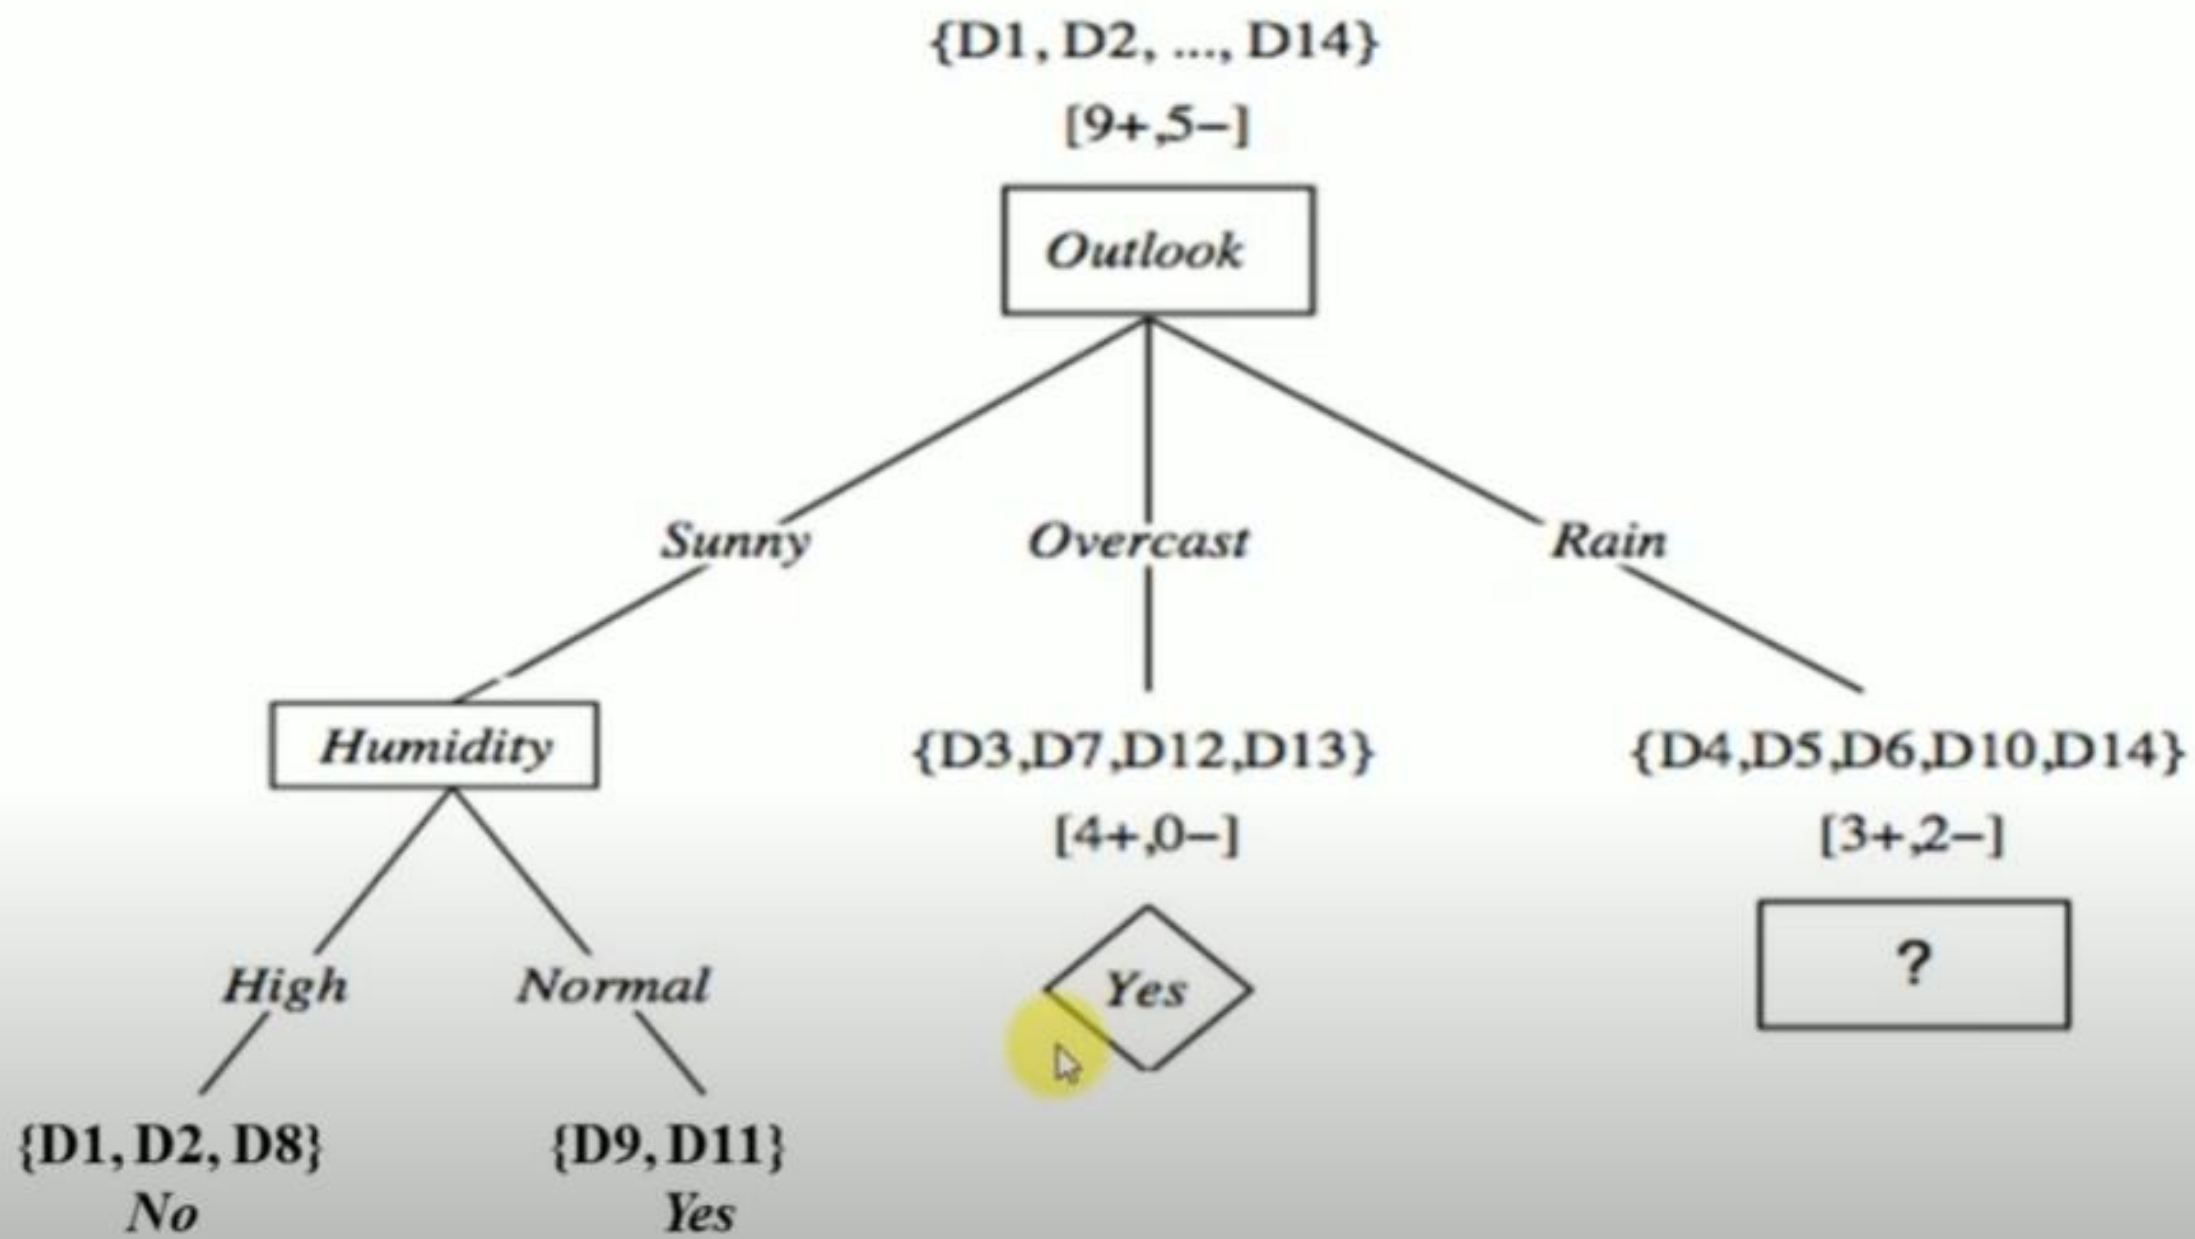 {D1, D2, ...., D14}
[9+,5−]
Outlook
Sunny
Overcast
Rain
Humidity
{D3,D7,D12,D13}
{D4,D5,D6,D10,D14}
[4+,0−]
[3+,2−]
High
Normal
Yes
?
{D1, D2, D8}
{D9, D11}
No
Yes